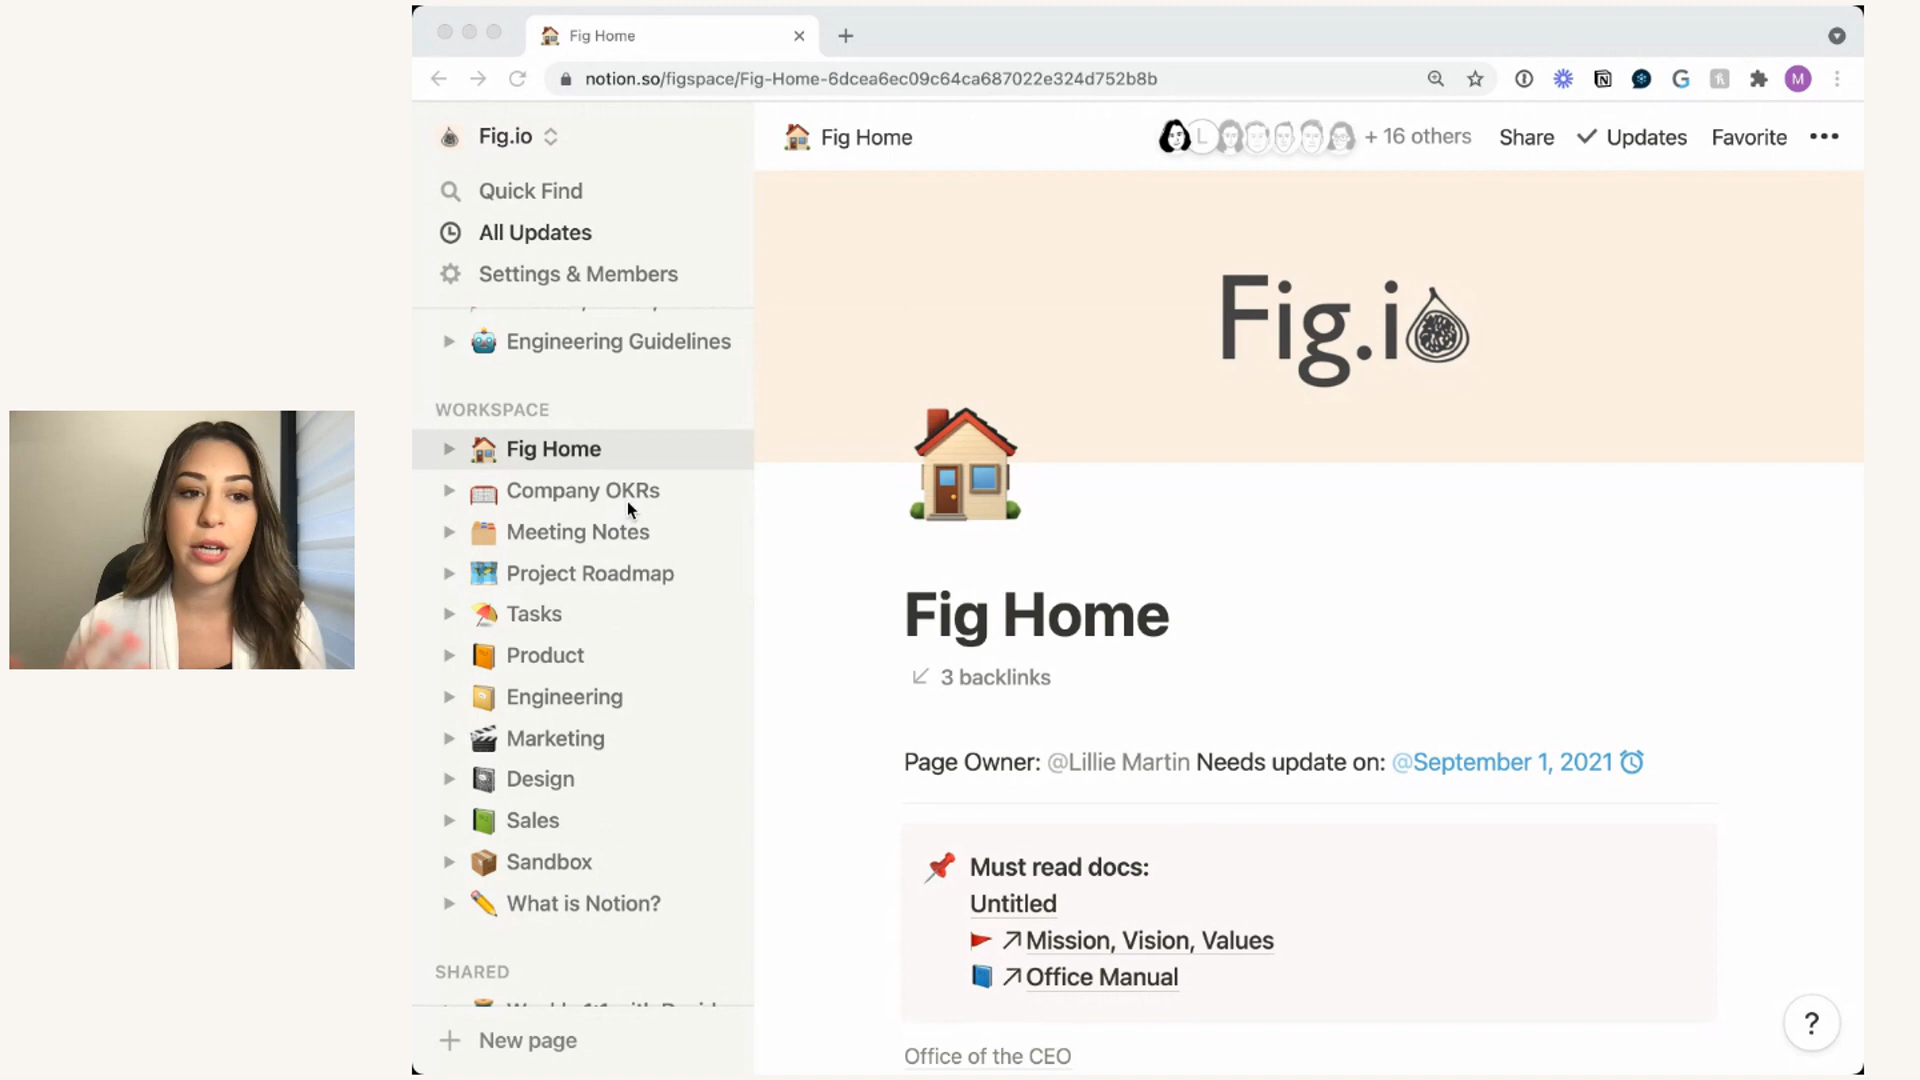 Fig Home
notion.so/figspace/Fig-Home-6dcea6ec09c64ca687022e324d752b8b
M
Fig.io
Quick Find
All Updates
Settings & Members
Engineering Guidelines
WORKSPACE
Fig Home
Company OKRs
Meeting Notes
Project Roadmap
Tasks
Product
Engineering
Marketing
Design
Sales
Sandbox
What is Notion?
SHARED
New page
Fig Home
L
+ 16 others
Share
Updates
Favorite
Fig.io
Fig Home
3 backlinks
Page Owner: @Lillie Martin Needs update on: @September 1, 2021
Must read docs:
Untitled
Mission, Vision, Values
Office Manual
Office of the CEO
?